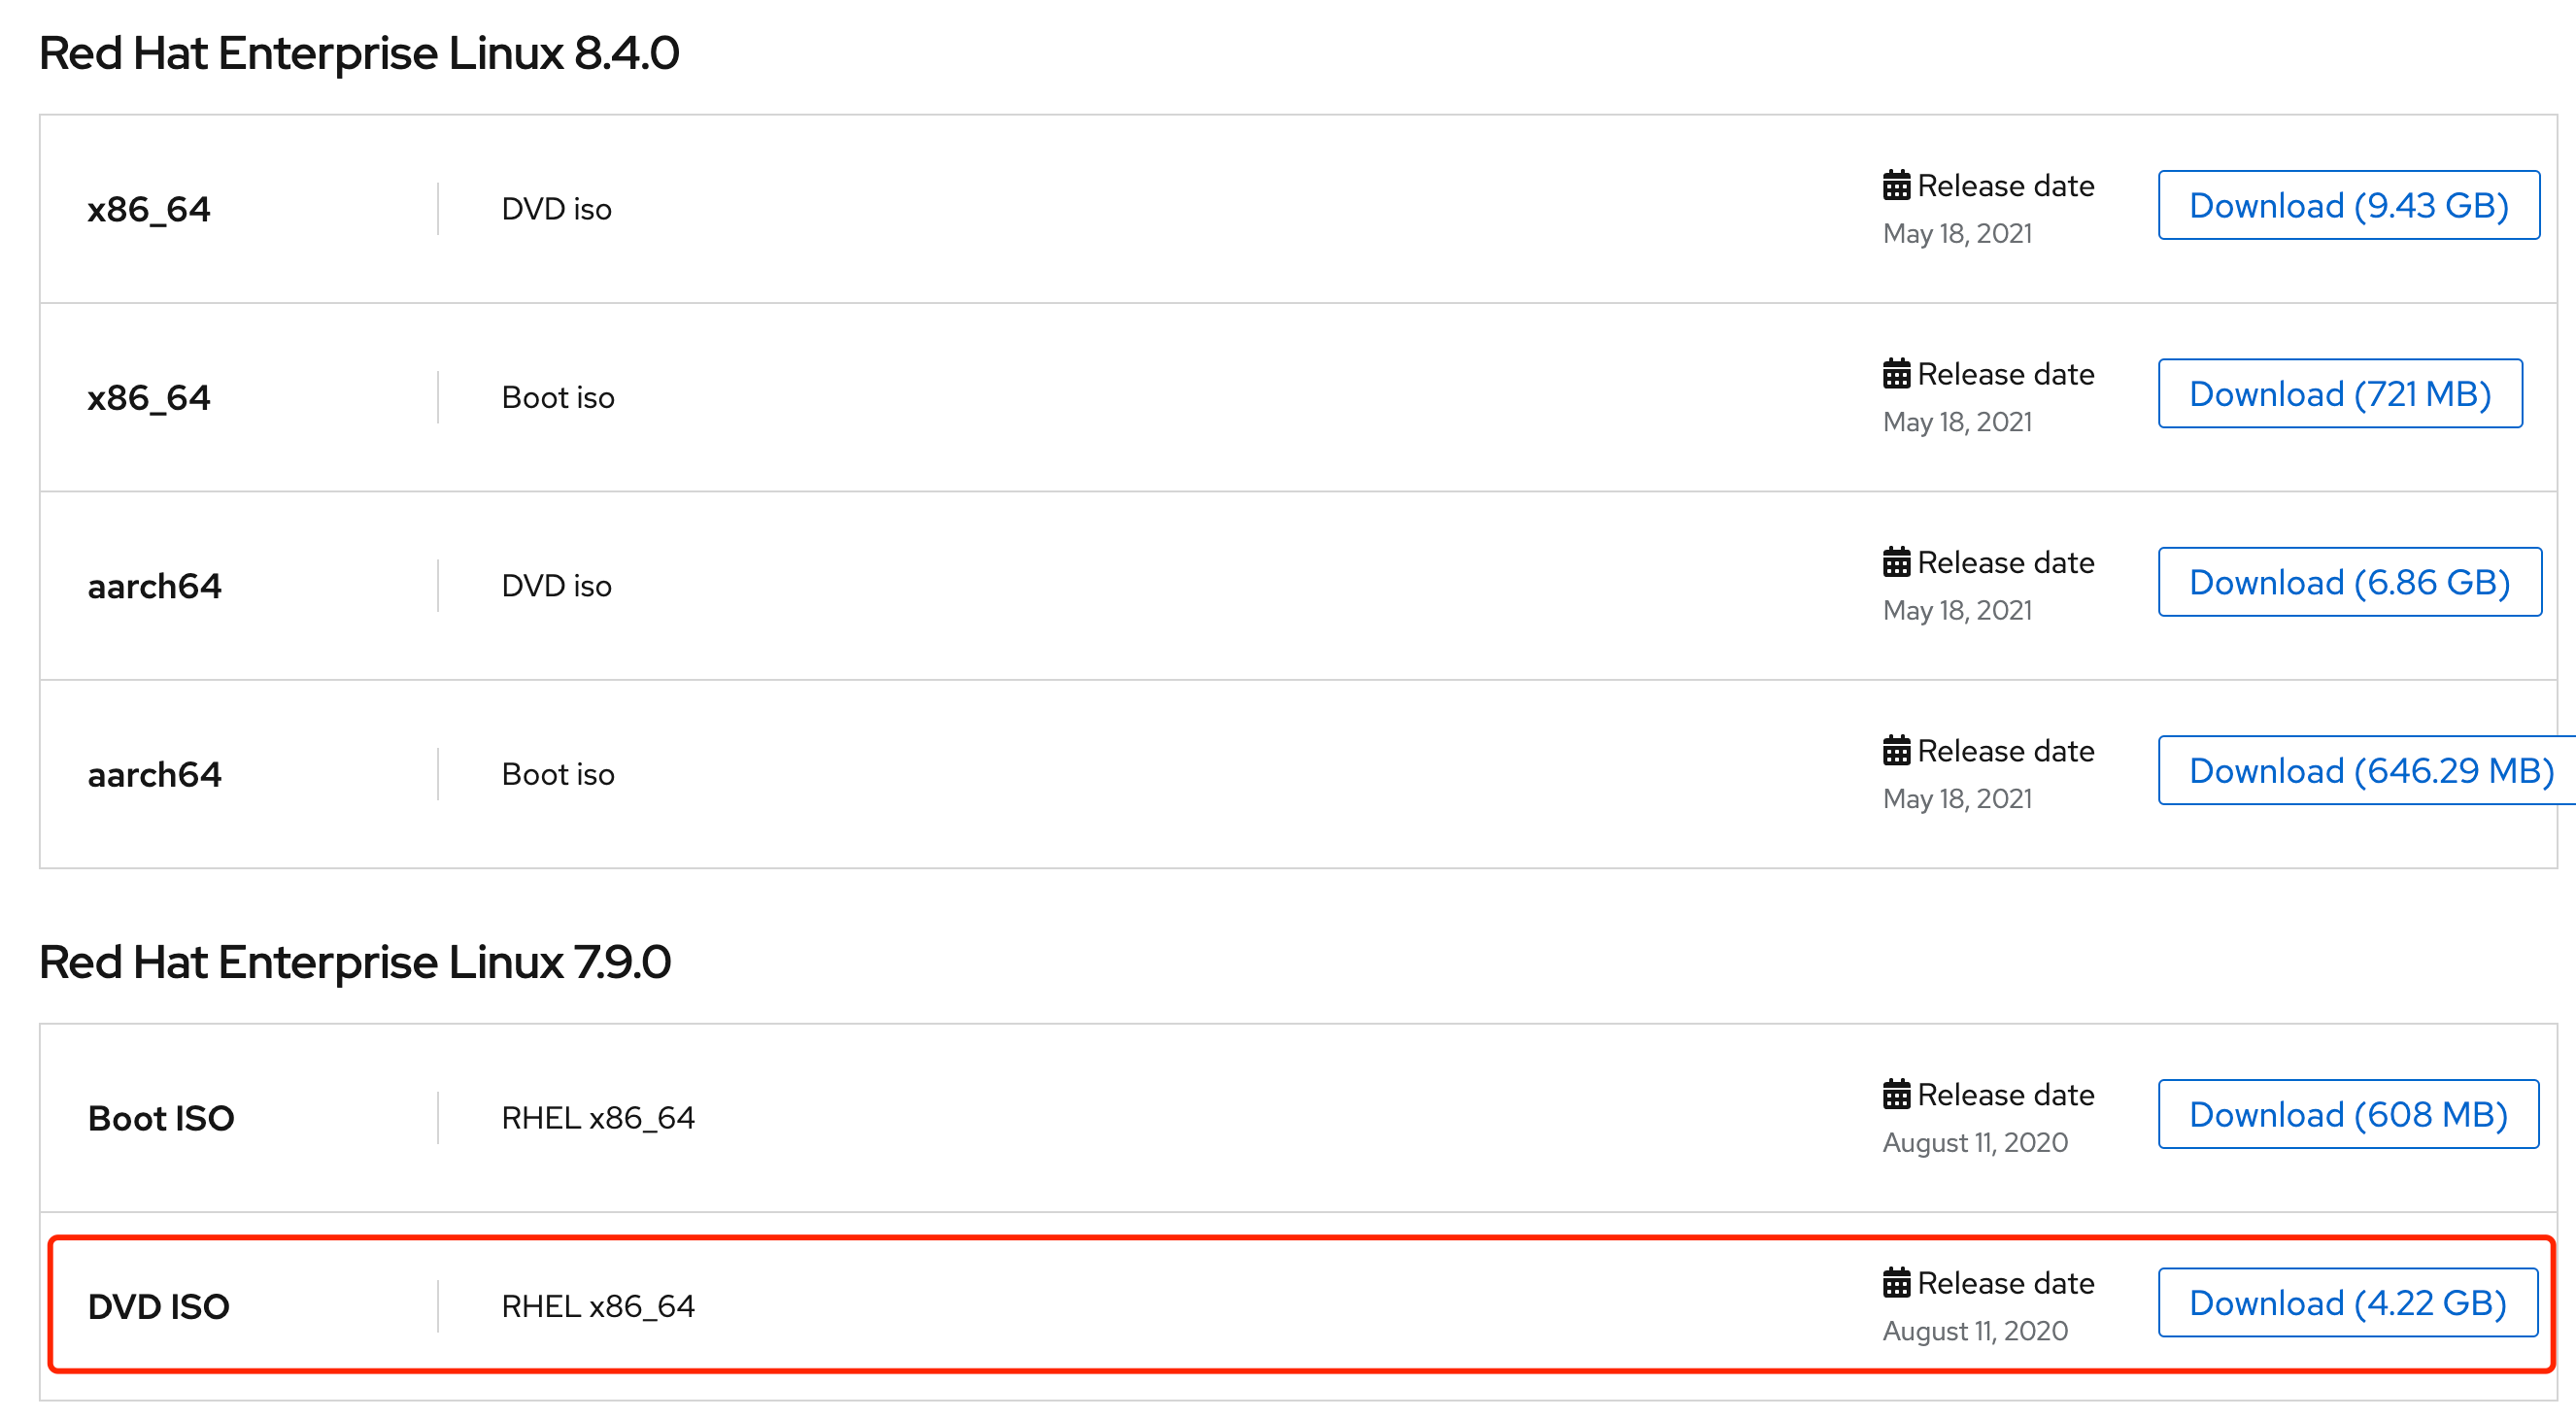 Red Hat Enterprise Linux 8.4.0
x86_64 DVD iso Release date Download (9.43 GB)
May 18, 2021
x86_64 Boot iso Release date Download (721 MB)
May 18, 2021
aarch64 DVD iso Release date Download (6.86 GB)
May 18, 2021
aarch64 Boot iso Release date Download (646.29 MB)
May 18, 2021
Red Hat Enterprise Linux 7.9.0
Boot ISO RHEL x86_64 Release date Download (608 MB)
August 11, 2020
DVD ISO RHEL x86_64 Release date Download (4.22 GB)
August 11, 2020